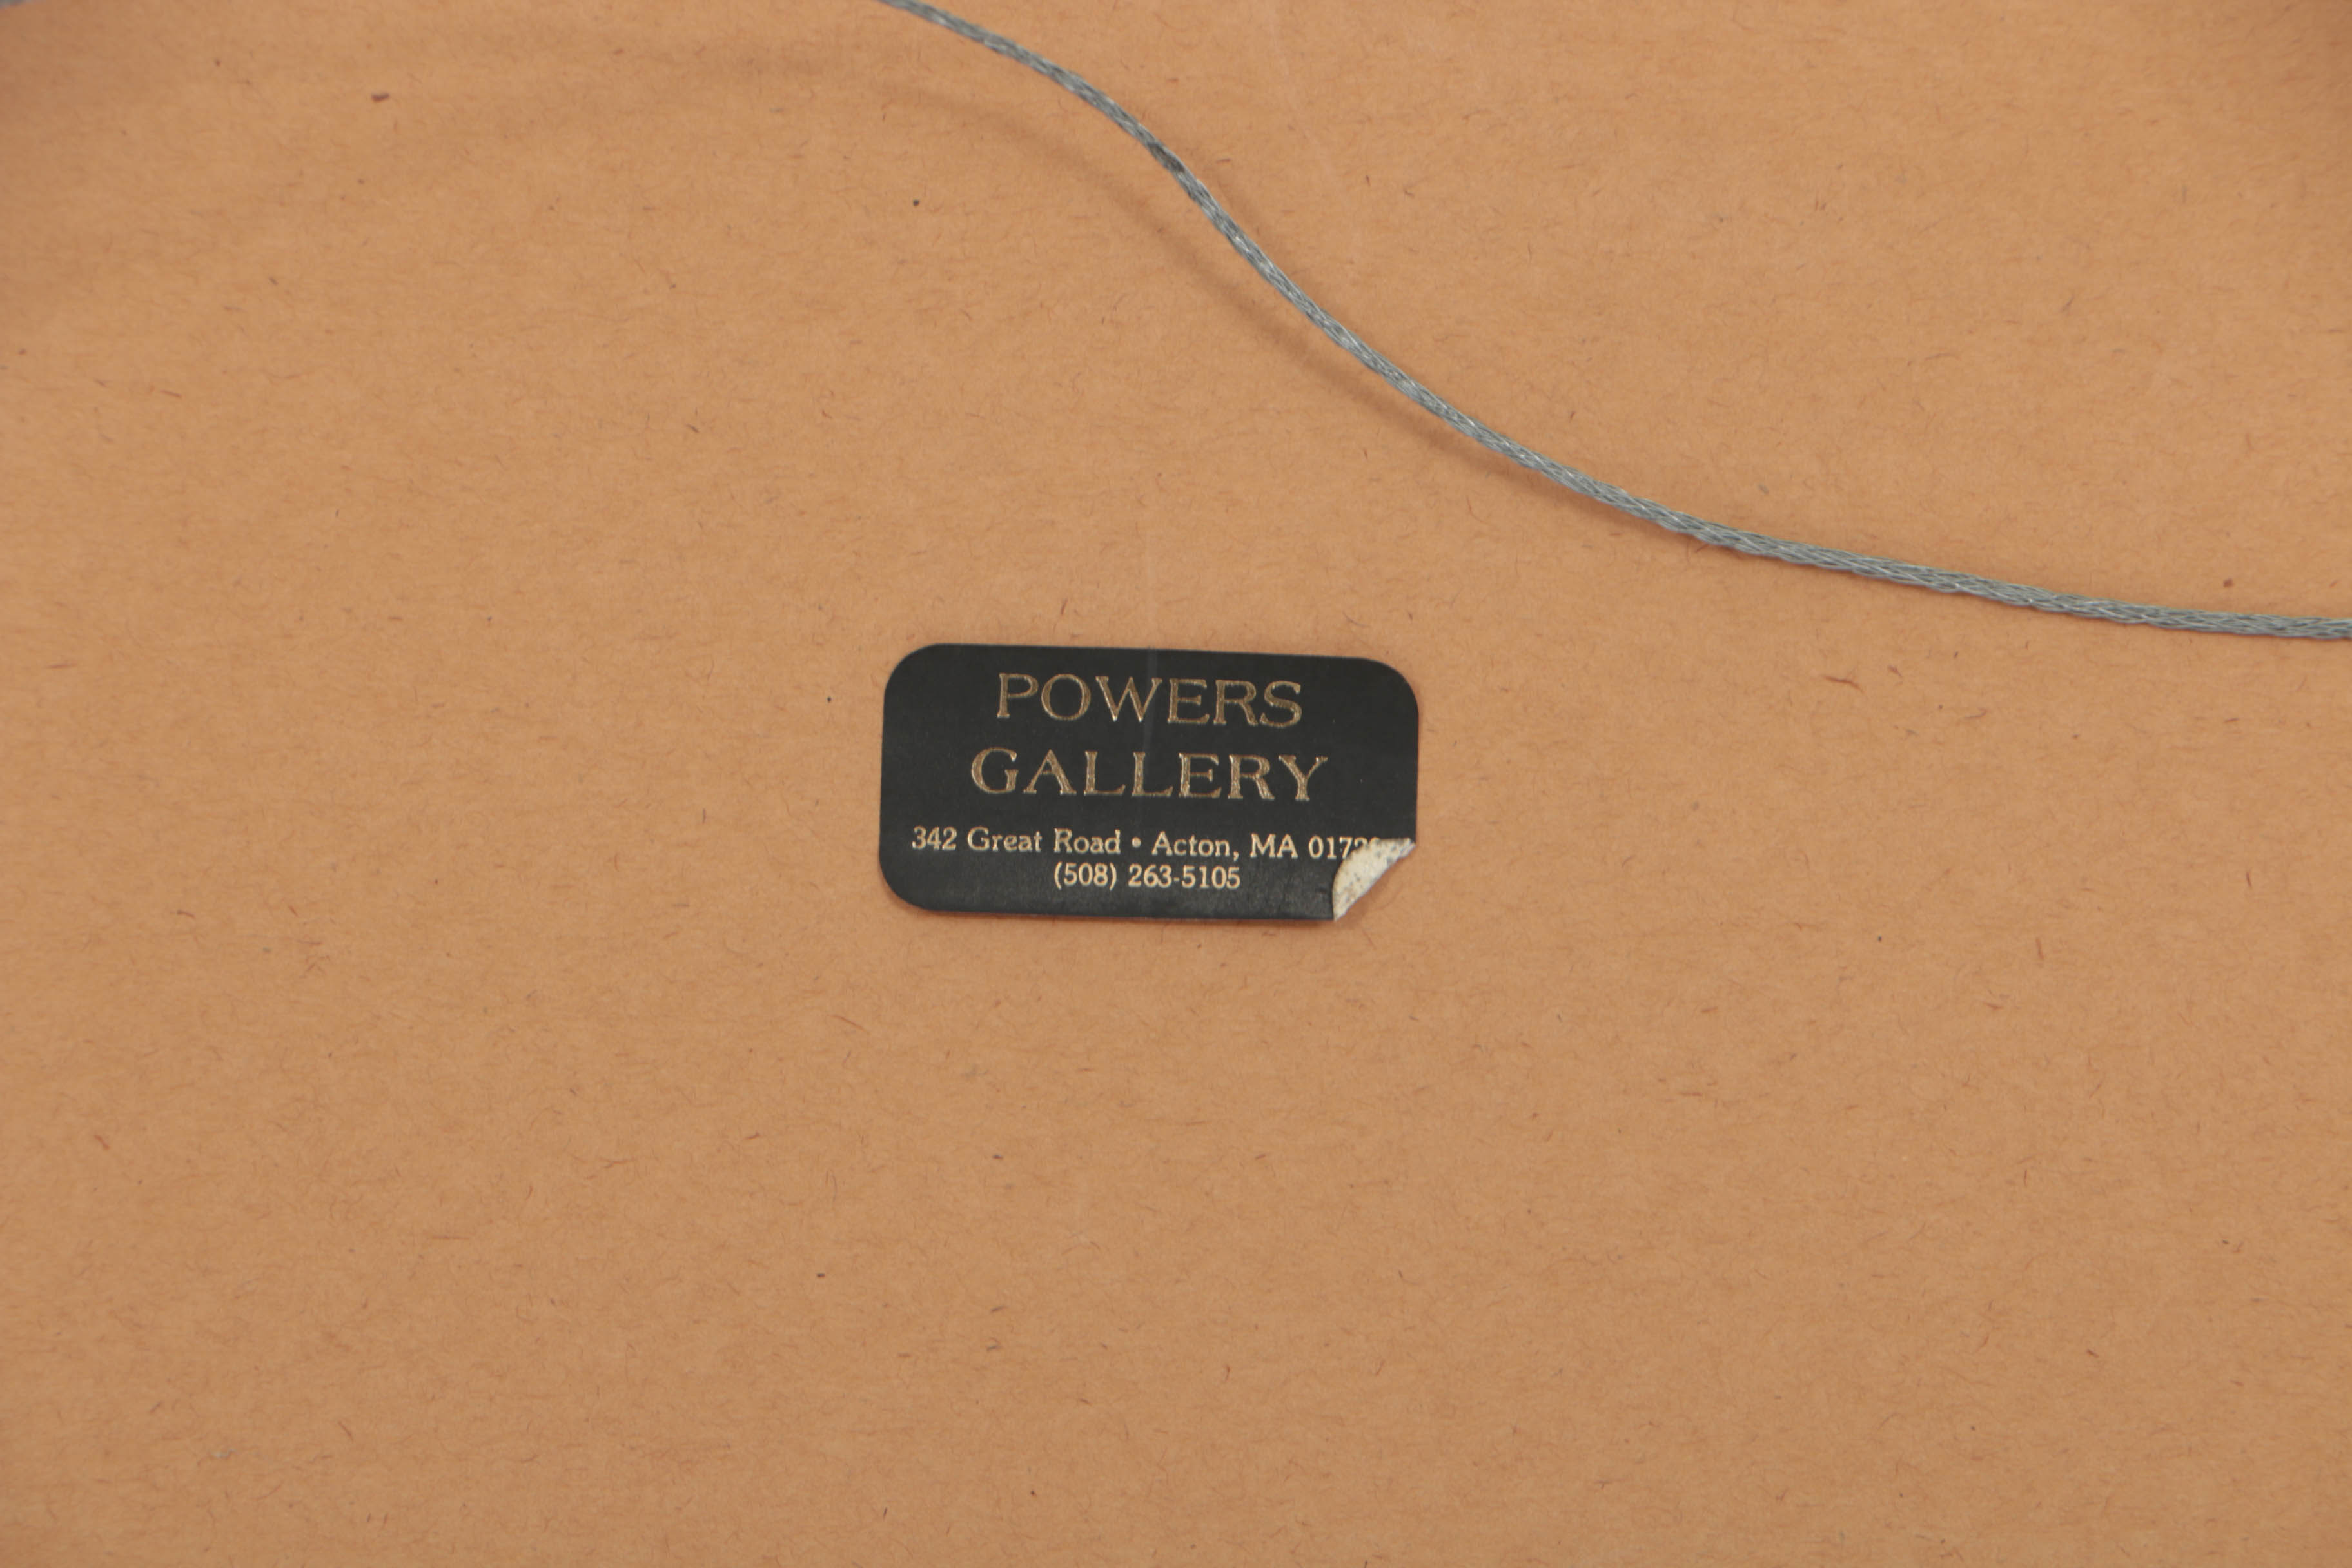 POWERS
GALLERY
342 Great Road • Acton, MA
(508) 263-5105